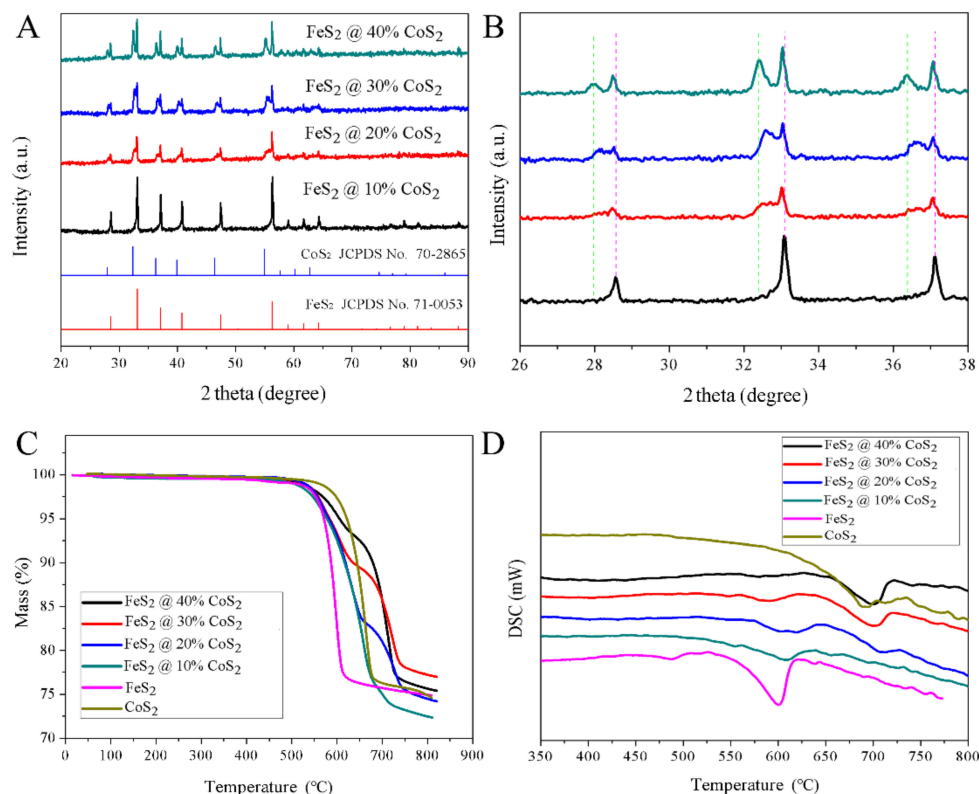 A
FeS₂ @ 40% CoS₂
FeS₂ @ 30% CoS₂
FeS₂ @ 20% CoS₂
FeS₂ @ 10% CoS₂
CoS₂ JCPDS No. 70-2865
FeS₂ JCPDS No. 71-0053
Intensity (a.u.)
20 30 40 50 60 70 80 90
2 theta (degree)
B
Intensity (a.u.)
26 28 30 32 34 36 38
2 theta (degree)
C
100
95
90
85
80
75
70
Mass (%)
FeS₂ @ 40% CoS₂
FeS₂ @ 30% CoS₂
FeS₂ @ 20% CoS₂
FeS₂ @ 10% CoS₂
FeS₂
CoS₂
0 100 200 300 400 500 600 700 800 900
Temperature (℃)
D
FeS₂ @ 40% CoS₂
FeS₂ @ 30% CoS₂
FeS₂ @ 20% CoS₂
FeS₂ @ 10% CoS₂
FeS₂
CoS₂
DSC (mW)
350 400 450 500 550 600 650 700 750 800
Temperature (℃)